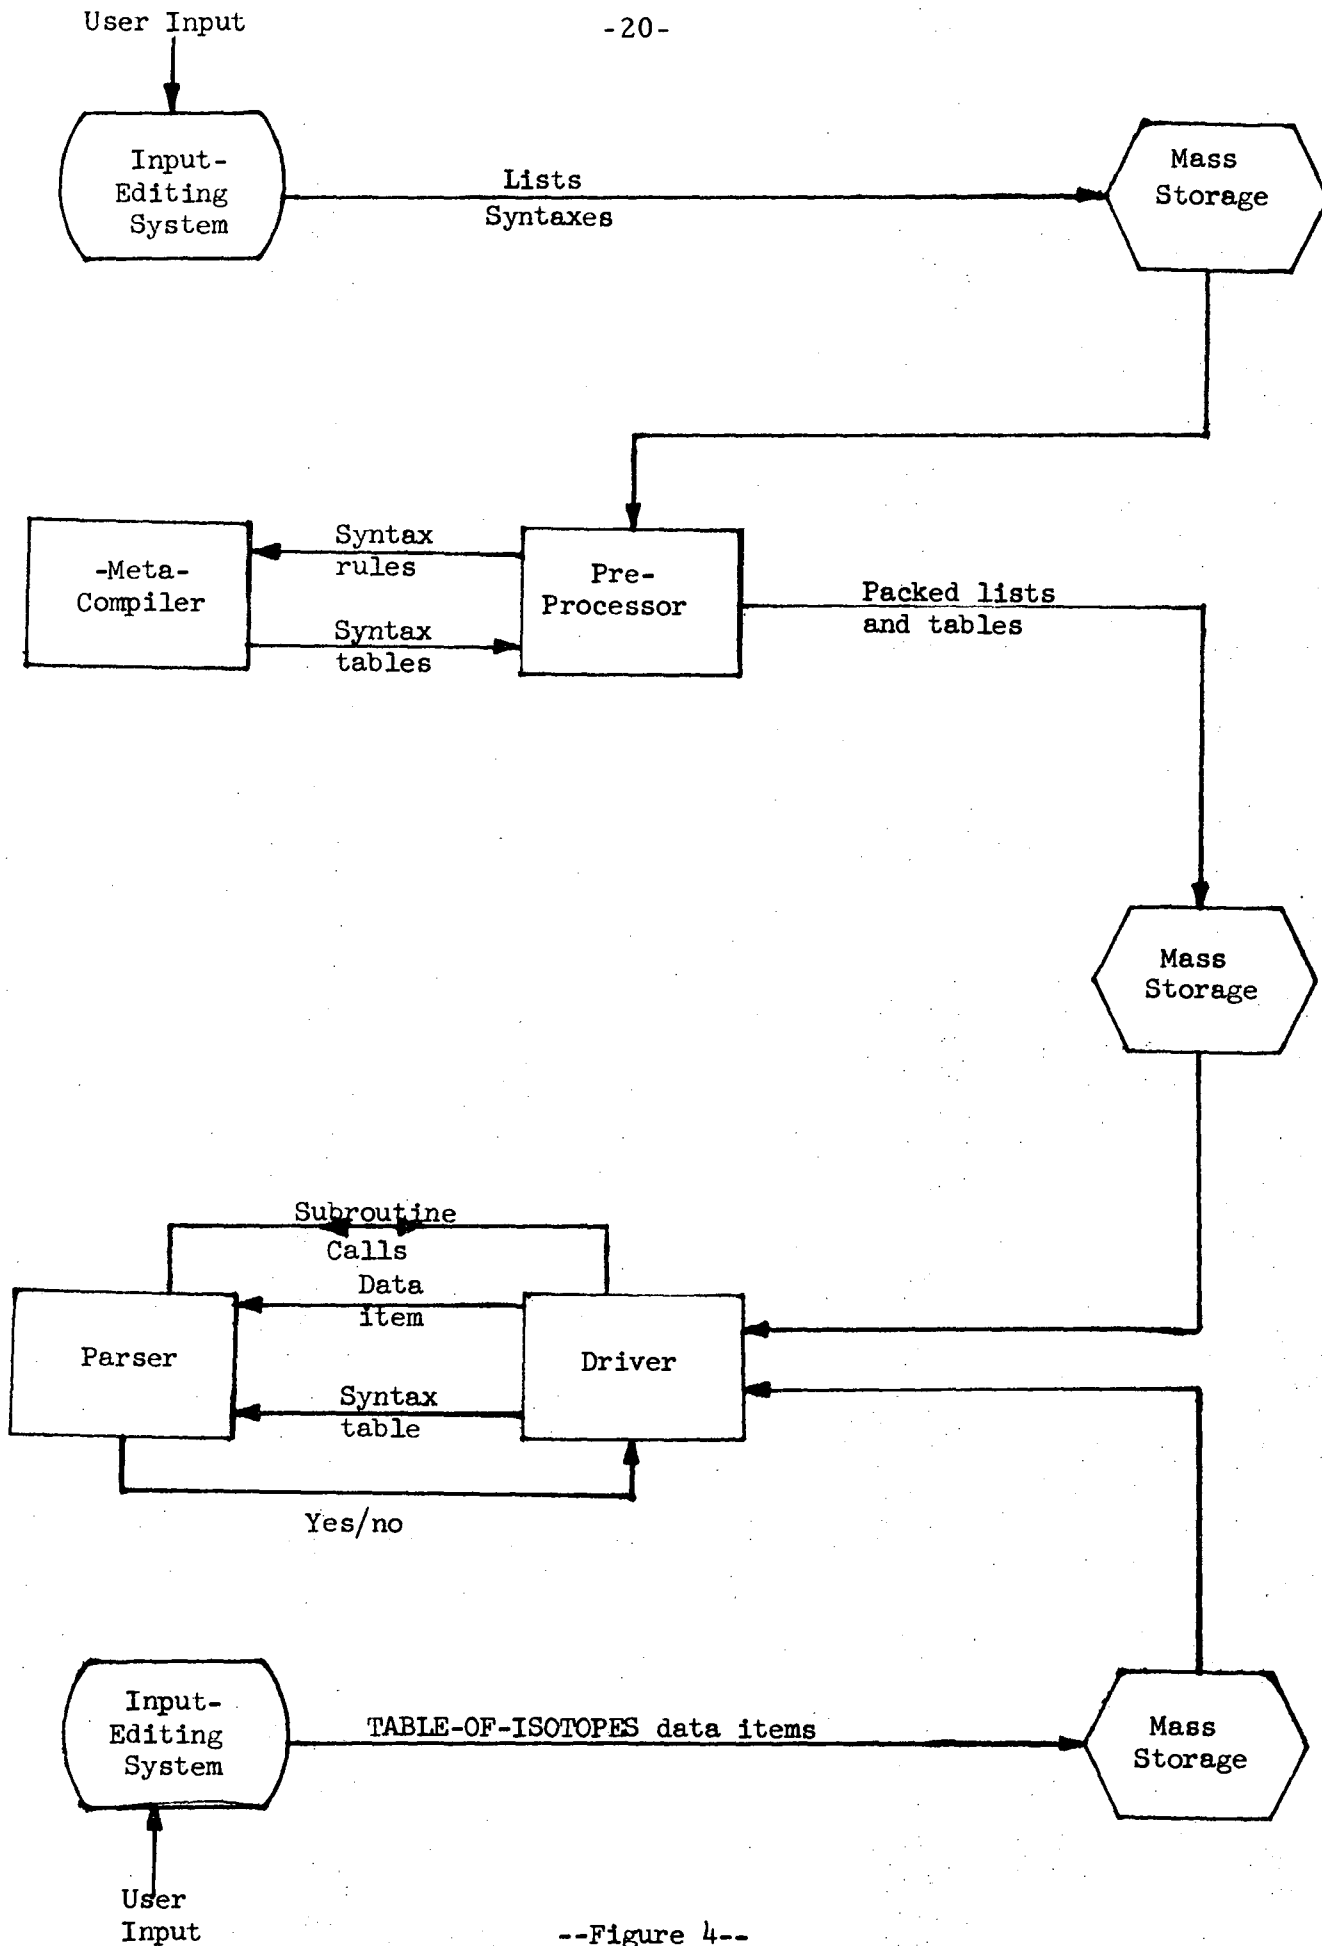 User Input
-20-
Input-
Editing
System
Lists
Syntaxes
Mass
Storage
-Meta-
Compiler
Syntax
rules
Syntax
tables
Pre-
Processor
Packed lists
and tables
Mass
Storage
Subroutine
Calls
Data
item
Parser
Driver
Syntax
table
Yes/no
Input-
Editing
System
TABLE-OF-ISOTOPES data items
Mass
Storage
User
Input
--Figure 4--